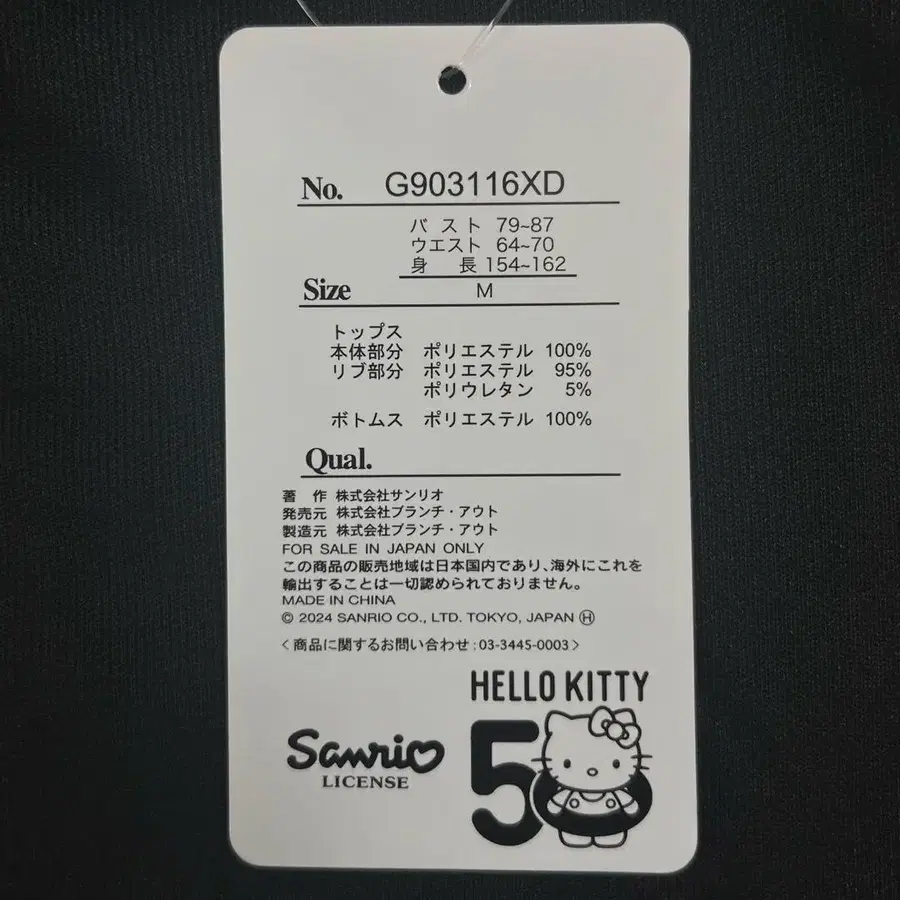 No. G903116XD
バスト 79~87
ウエスト 64~70
身長 154~162
Size M
トップス
本体部分 ポリエステル 100%
リブ部分 ポリエステル 95%
ポリウレタン 5%
ボトムス ポリエステル 100%
Qual.
著作 株式会社サンリオ
発売元 株式会社ブランチ・アウト
製造元 株式会社ブランチ・アウト
FOR SALE IN JAPAN ONLY
この商品の販売地域は日本国内であり、海外にこれを
輸出することは一切認められておりません。
MADE IN CHINA
© 2024 SANRIO CO., LTD. TOKYO, JAPAN Ⓗ
〈商品に関するお問い合わせ:03-3445-0003〉
HELLO KITTY
50
Sanrio
LICENSE